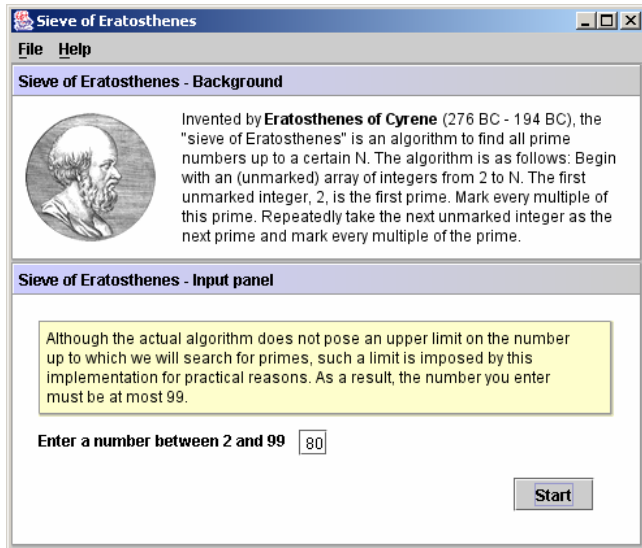 Sieve of Eratosthenes
File Help
Sieve of Eratosthenes - Background
Invented by Eratosthenes of Cyrene (276 BC - 194 BC), the
"sieve of Eratosthenes" is an algorithm to find all prime
numbers up to a certain N. The algorithm is as follows: Begin
with an (unmarked) array of integers from 2 to N. The first
unmarked integer, 2, is the first prime. Mark every multiple of
this prime. Repeatedly take the next unmarked integer as the
next prime and mark every multiple of the prime.
Sieve of Eratosthenes - Input panel
Although the actual algorithm does not pose an upper limit on the number
up to which we will search for primes, such a limit is imposed by this
implementation for practical reasons. As a result, the number you enter
must be at most 99.
Enter a number between 2 and 99 80
Start